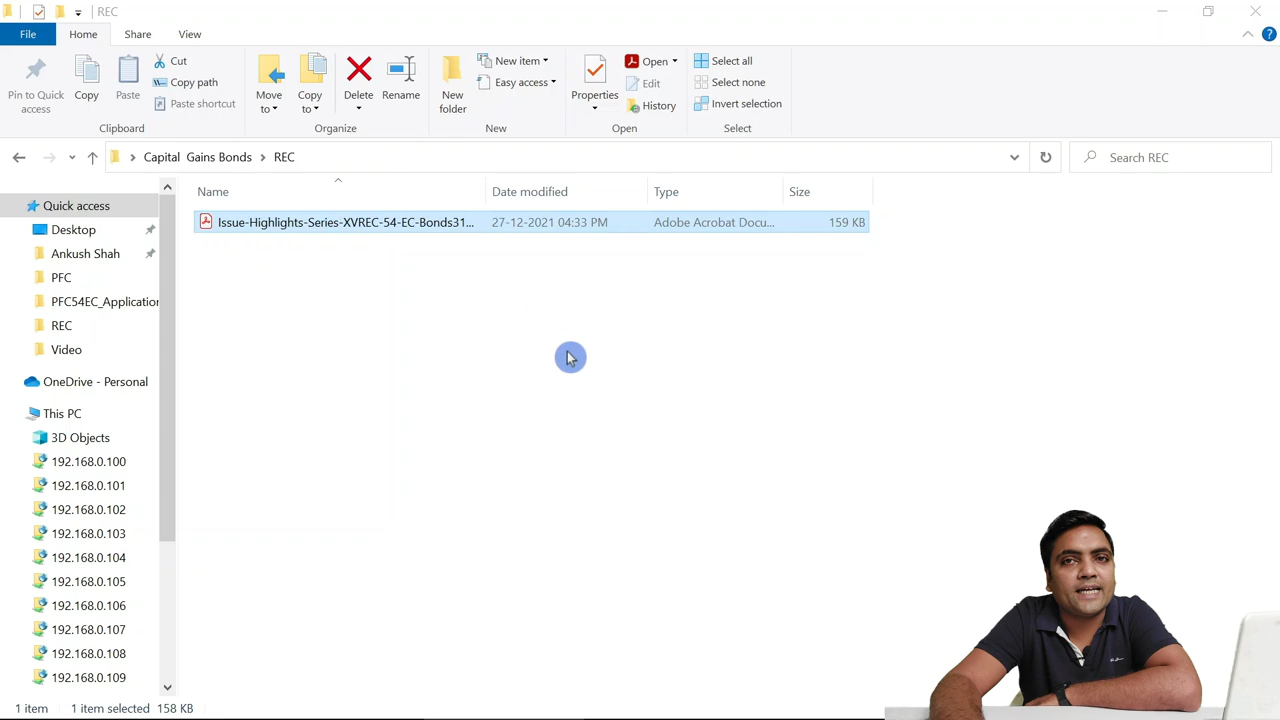 REC
File Home Share View
Pin to Quick access
Copy
Paste
Cut
Copy path
Paste shortcut
Clipboard
Move to
Copy to
Delete
Rename
Organize
New folder
New item
Easy access
New
Properties
Open
Edit
History
Open
Select all
Select none
Invert selection
Select
Capital Gains Bonds REC
Search REC
Name Date modified Type Size
Issue-Highlights-Series-XVREC-54-EC-Bonds31... 27-12-2021 04:33 PM Adobe Acrobat Docu... 159 KB
Quick access
Desktop
Ankush Shah
PFC
PFC54EC_Application
REC
Video
OneDrive - Personal
This PC
3D Objects
192.168.0.100
192.168.0.101
192.168.0.102
192.168.0.103
192.168.0.104
192.168.0.105
192.168.0.106
192.168.0.107
192.168.0.108
192.168.0.109
1 item 1 item selected 158 KB